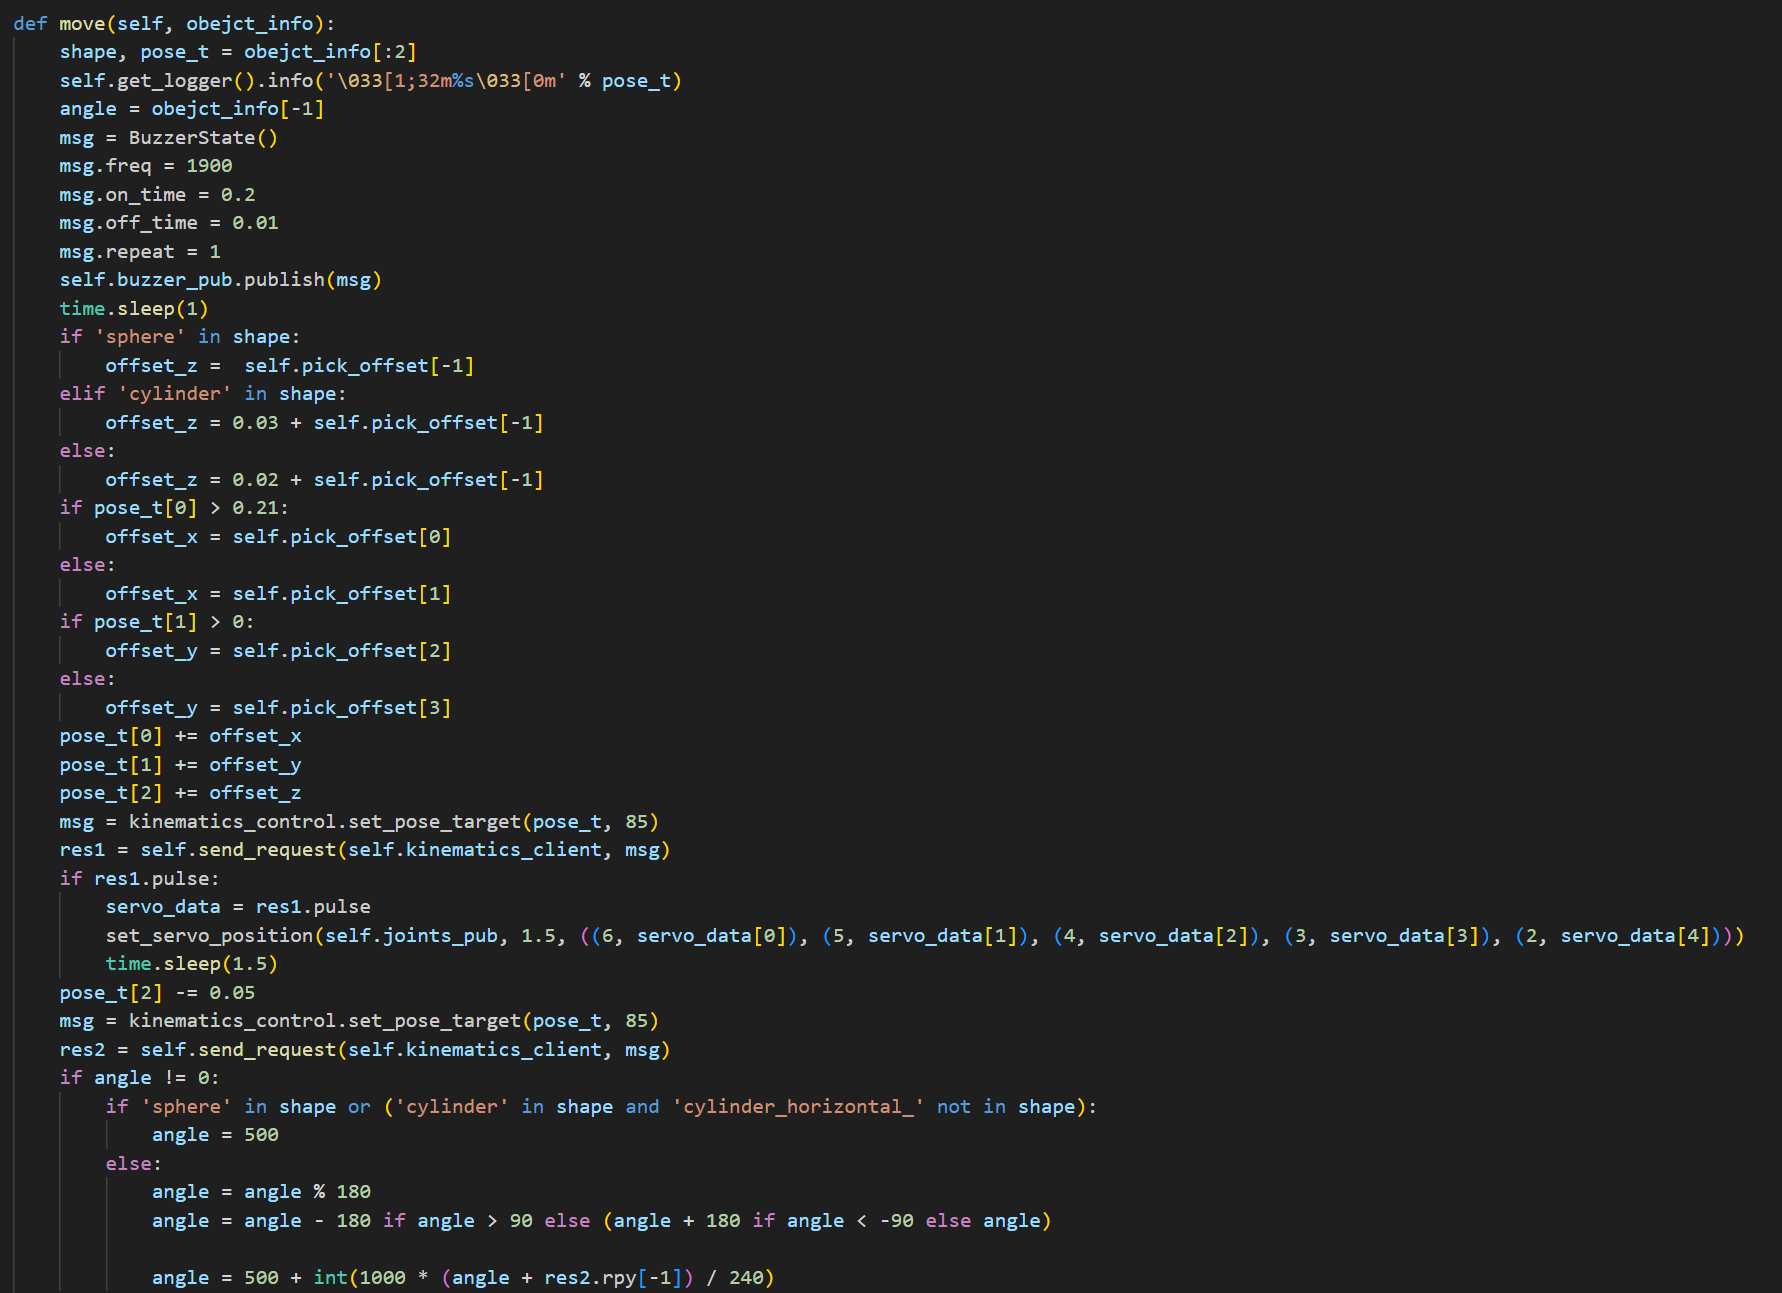 def move(self, obejct_info):
    shape, pose_t = obejct_info[:2]
    self.get_logger().info('\033[1;32m%s\033[0m' % pose_t)
    angle = obejct_info[-1]
    msg = BuzzerState()
    msg.freq = 1900
    msg.on_time = 0.2
    msg.off_time = 0.01
    msg.repeat = 1
    self.buzzer_pub.publish(msg)
    time.sleep(1)
    if 'sphere' in shape:
        offset_z =  self.pick_offset[-1]
    elif 'cylinder' in shape:
        offset_z = 0.03 + self.pick_offset[-1]
    else:
        offset_z = 0.02 + self.pick_offset[-1]
    if pose_t[0] > 0.21:
        offset_x = self.pick_offset[0]
    else:
        offset_x = self.pick_offset[1]
    if pose_t[1] > 0:
        offset_y = self.pick_offset[2]
    else:
        offset_y = self.pick_offset[3]
    pose_t[0] += offset_x
    pose_t[1] += offset_y
    pose_t[2] += offset_z
    msg = kinematics_control.set_pose_target(pose_t, 85)
    res1 = self.send_request(self.kinematics_client, msg)
    if res1.pulse:
        servo_data = res1.pulse
        set_servo_position(self.joints_pub, 1.5, ((6, servo_data[0]), (5, servo_data[1]), (4, servo_data[2]), (3, servo_data[3]), (2, servo_data[4])))
        time.sleep(1.5)
    pose_t[2] -= 0.05
    msg = kinematics_control.set_pose_target(pose_t, 85)
    res2 = self.send_request(self.kinematics_client, msg)
    if angle != 0:
        if 'sphere' in shape or ('cylinder' in shape and 'cylinder_horizontal_' not in shape):
            angle = 500
        else:
            angle = angle % 180
            angle = angle - 180 if angle > 90 else (angle + 180 if angle < -90 else angle)

            angle = 500 + int(1000 * (angle + res2.rpy[-1]) / 240)